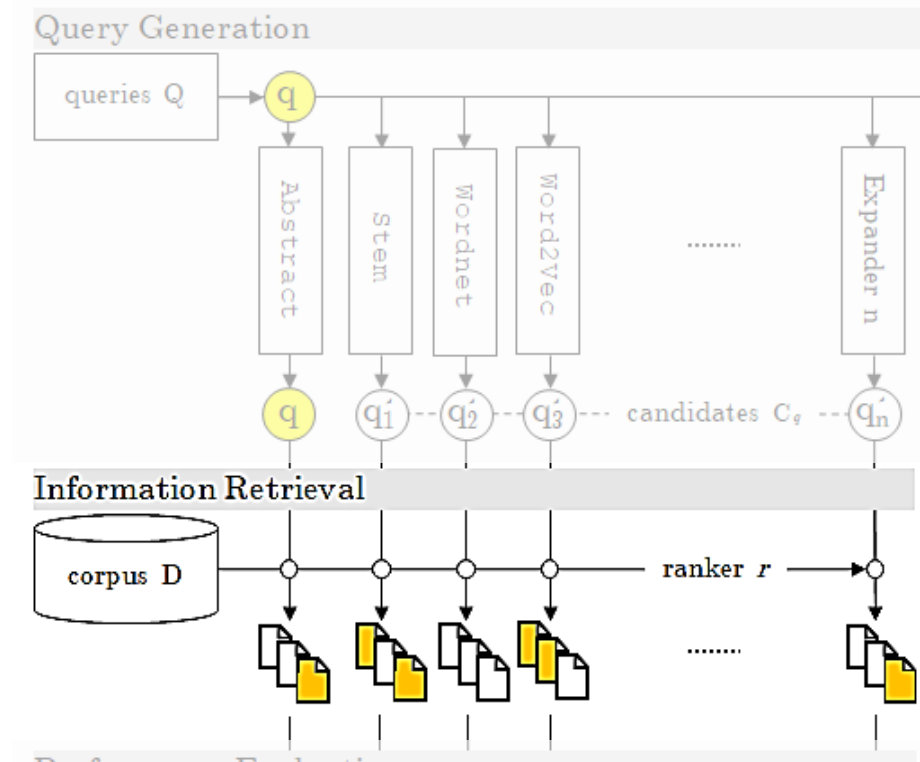 Query Generation
queries Q
q
Abstract
Stem
Wordnet
Word2Vec
........
Expander n
q
q´1
q´2
q´3
candidates Cq
q´n
Information Retrieval
corpus D
ranker r
........